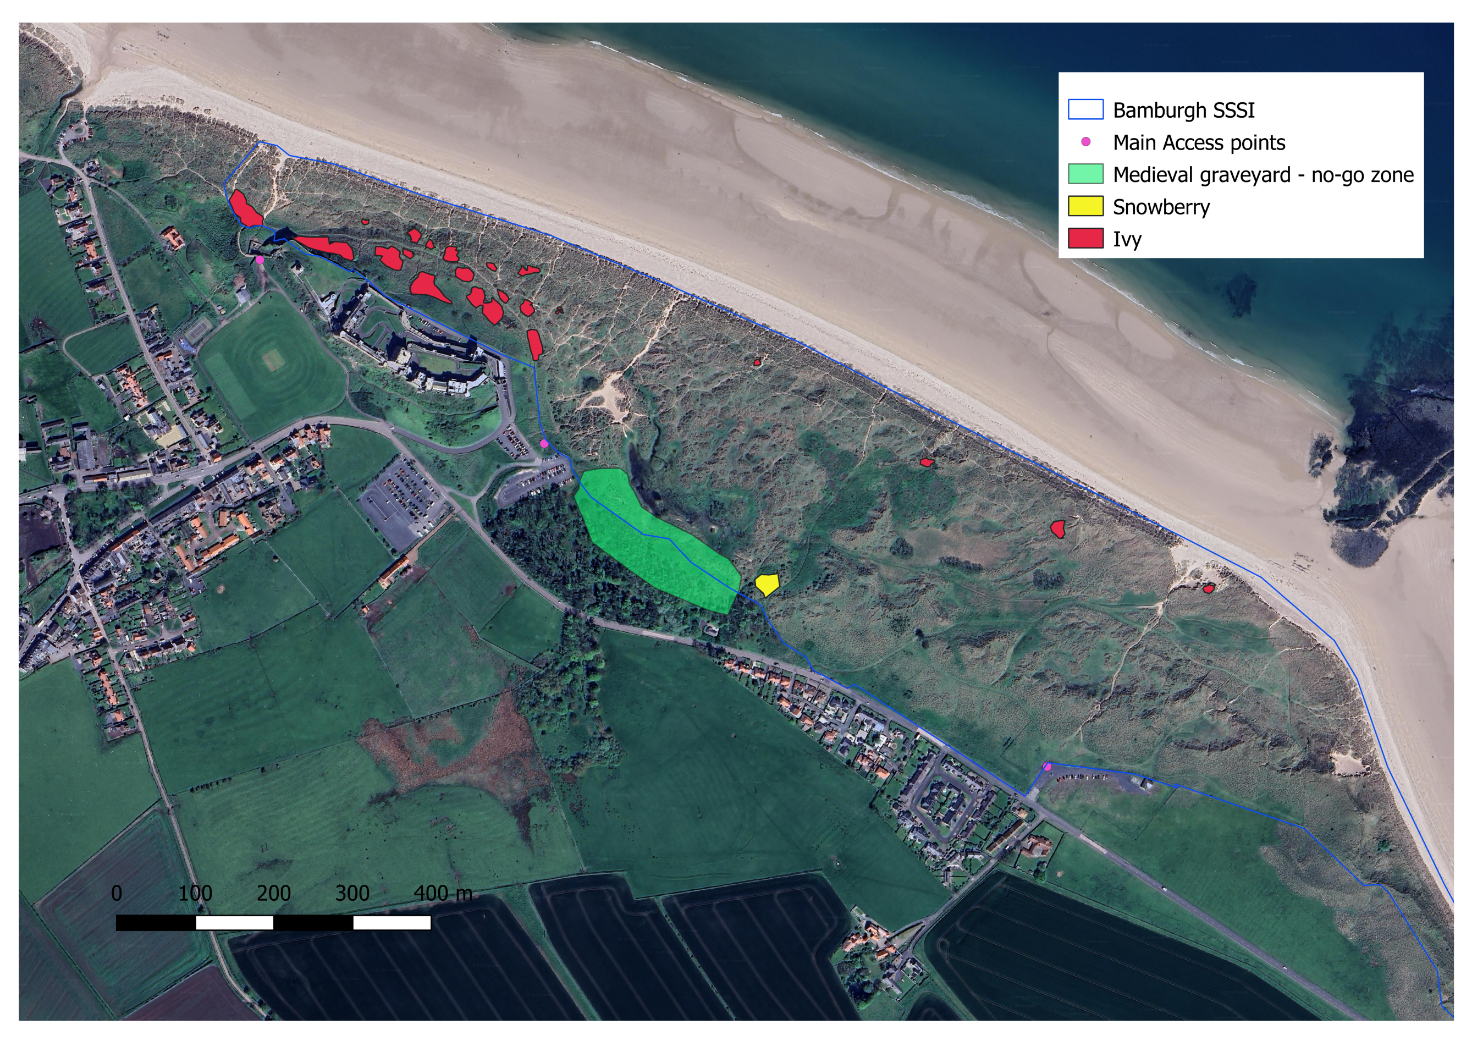 Bamburgh SSSI
Main Access points
Medieval graveyard - no-go zone
Snowberry
Ivy
0 100 200 300 400 m